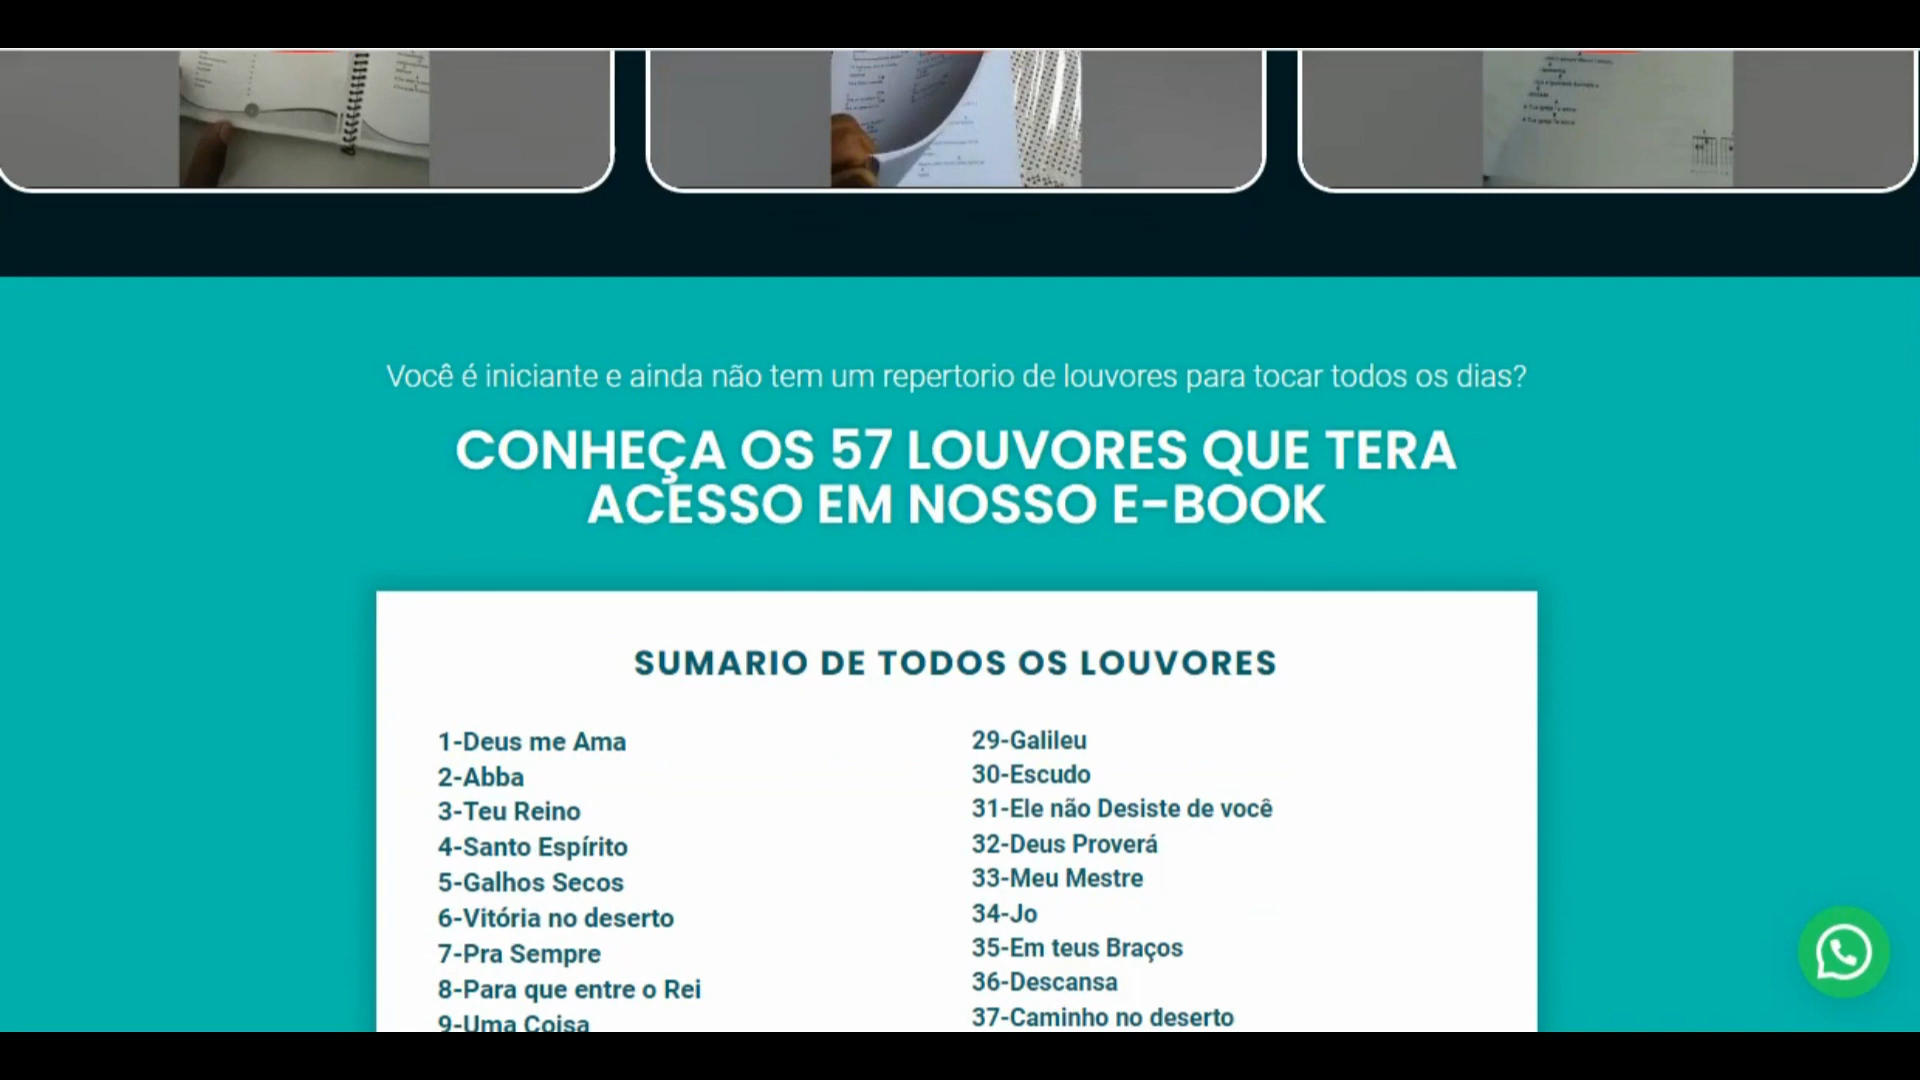 Você é iniciante e ainda não tem um repertorio de louvores para tocar todos os dias?
CONHEÇA OS 57 LOUVORES QUE TERA
ACESSO EM NOSSO E-BOOK
SUMARIO DE TODOS OS LOUVORES
1-Deus me Ama
2-Abba
3-Teu Reino
4-Santo Espírito
5-Galhos Secos
6-Vitória no deserto
7-Pra Sempre
8-Para que entre o Rei
9-Uma Coisa
29-Galileu
30-Escudo
31-Ele não Desiste de você
32-Deus Proverá
33-Meu Mestre
34-Jo
35-Em teus Braços
36-Descansa
37-Caminho no deserto